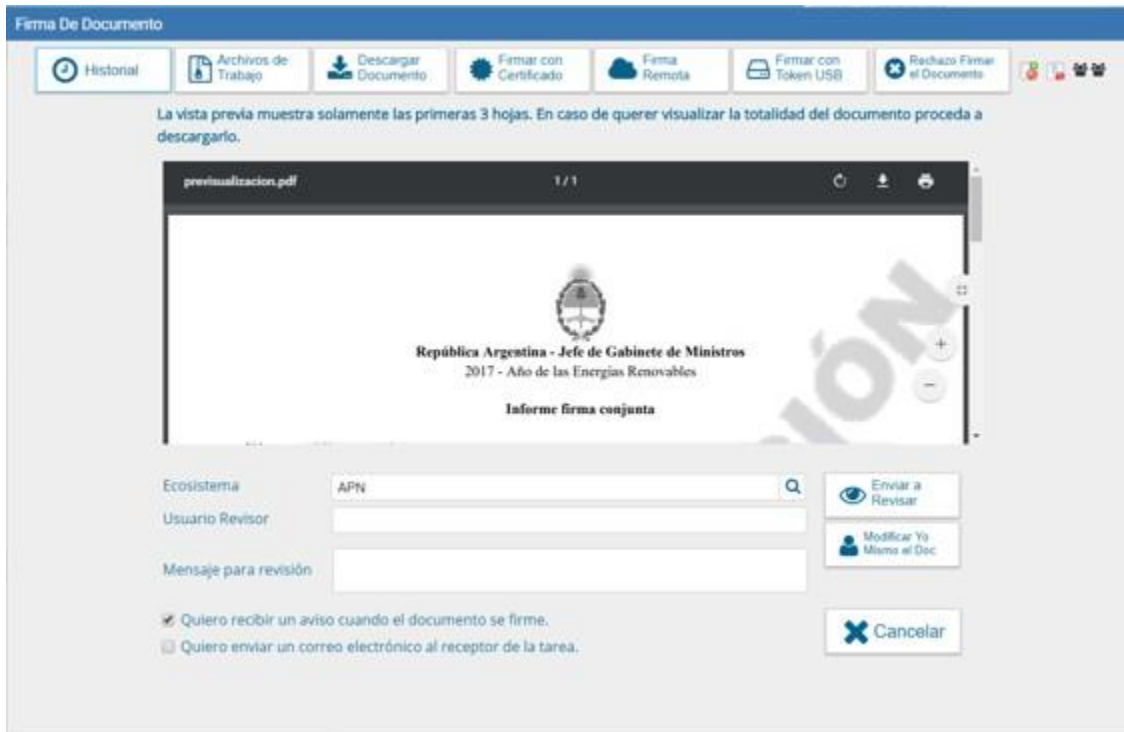 Firma De Documento
Historial
Archivos de
Trabajo
Descargar
Documento
Firmar con
Certificado
Firma
Remota
Firmar con
Token USB
Rechazo Firmar
el Documento
La vista previa muestra solamente las primeras 3 hojas. En caso de querer visualizar la totalidad del documento proceda a
descargarlo.
previsualizacion.pdf
1 / 1
República Argentina - Jefe de Gabinete de Ministros
2017 - Año de las Energías Renovables
Informe firma conjunta
Ecosistema
APN
Enviar a
Revisar
Usuario Revisor
Modificar Yo
Mismo el Doc
Mensaje para revisión
Quiero recibir un aviso cuando el documento se firme.
Quiero enviar un correo electrónico al receptor de la tarea.
Cancelar